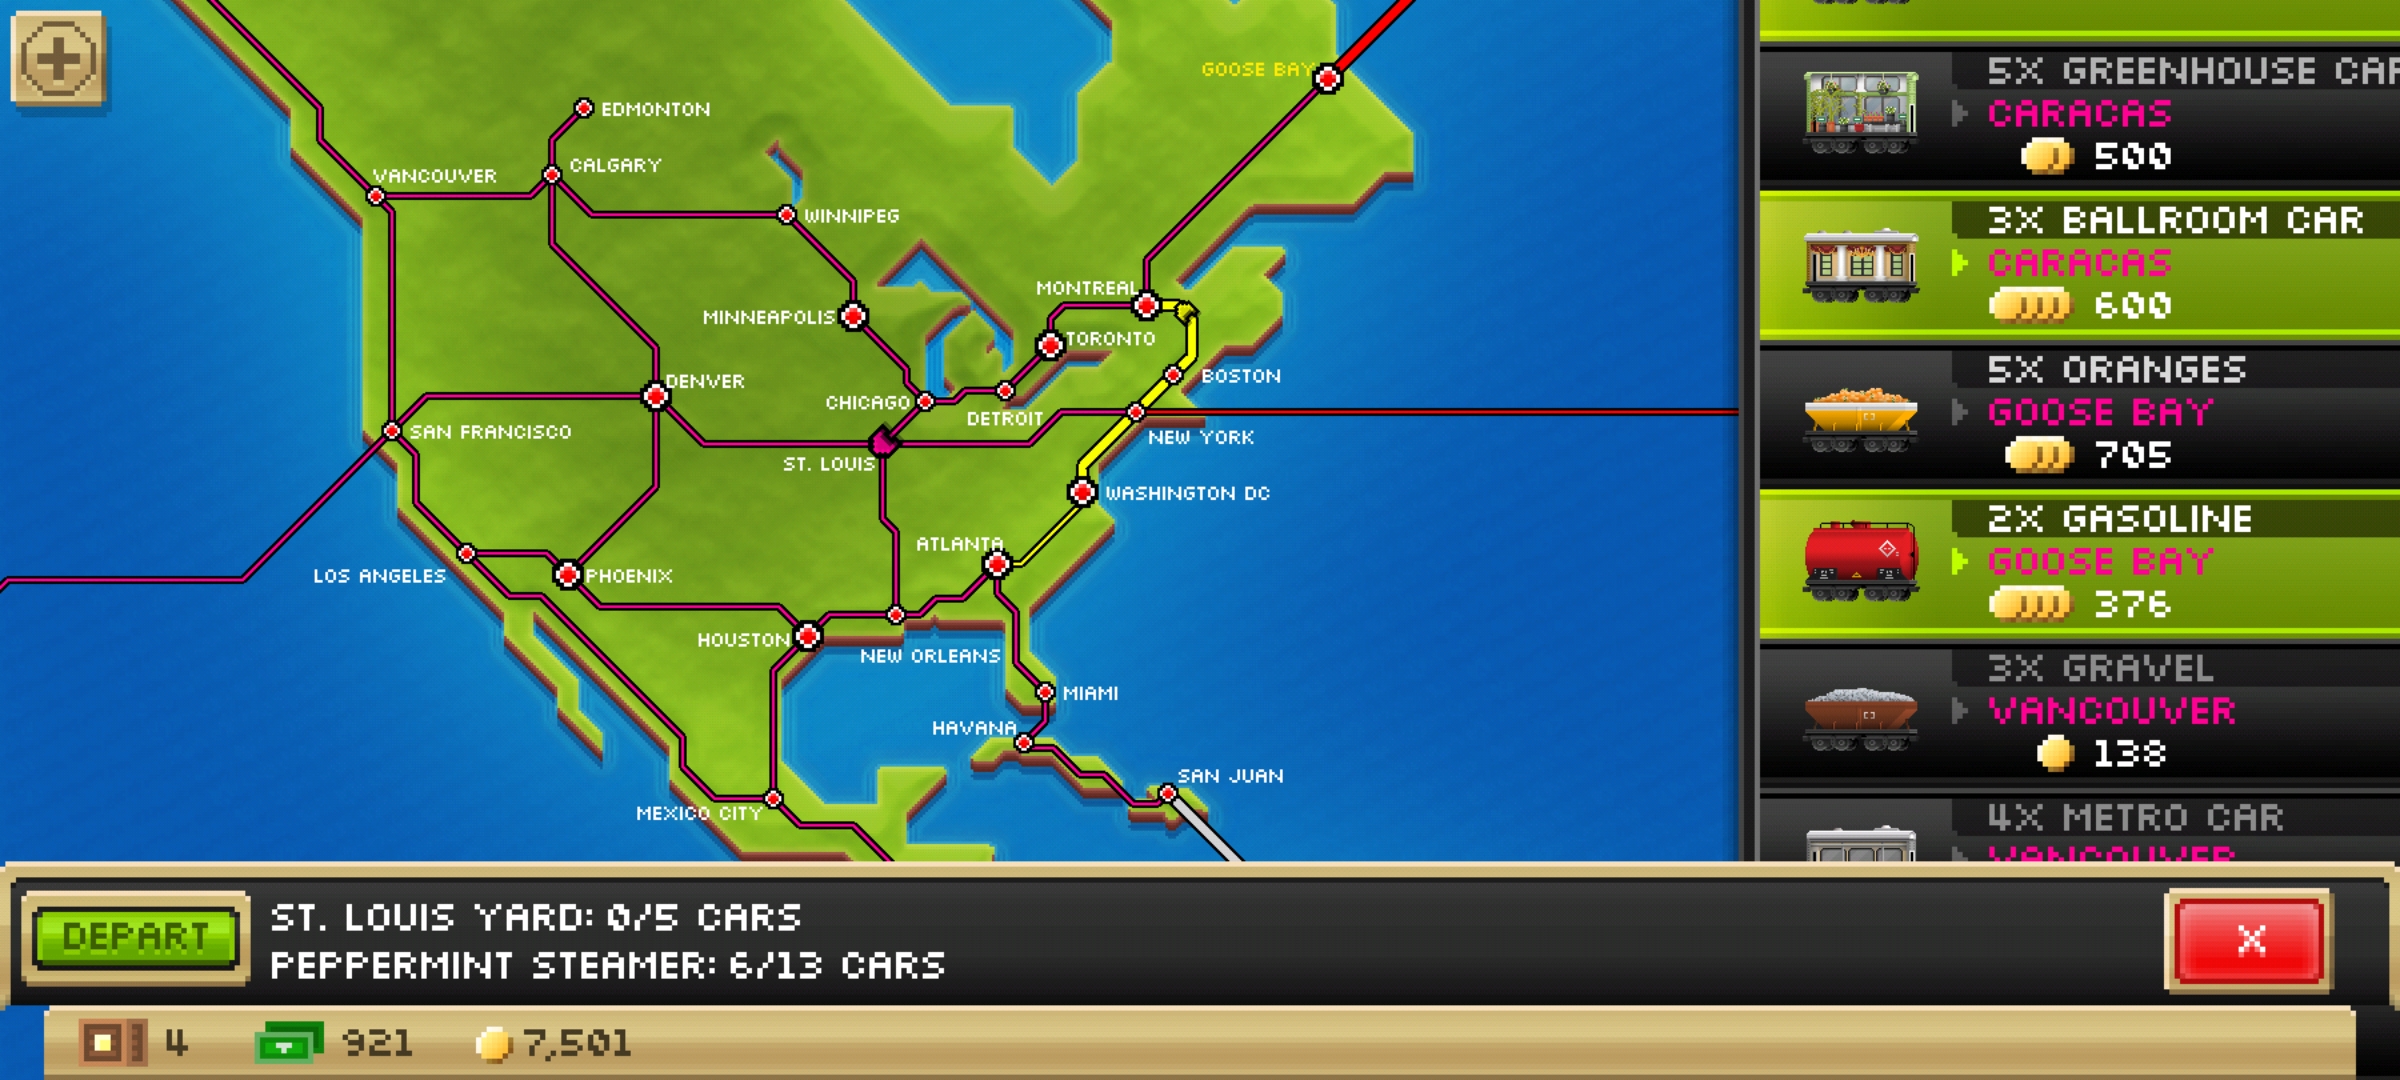 GOOSE BAY
EDMONTON
CALGARY
VANCOUVER
WINNIPEG
MONTREAL
MINNEAPOLIS
TORONTO
BOSTON
DENVER
CHICAGO
DETROIT
SAN FRANCISCO
NEW YORK
ST. LOUIS
WASHINGTON DC
ATLANTA
LOS ANGELES
PHOENIX
HOUSTON
NEW ORLEANS
MIAMI
HAVANA
SAN JUAN
MEXICO CITY
5X GREENHOUSE CAR
CARACAS
500
3X BALLROOM CAR
CARACAS
600
5X ORANGES
GOOSE BAY
705
2X GASOLINE
GOOSE BAY
376
3X GRAVEL
VANCOUVER
138
4X METRO CAR
VANCOUVER
DEPART
ST. LOUIS YARD: 0/5 CARS
PEPPERMINT STEAMER: 6/13 CARS
X
4
921
7,501